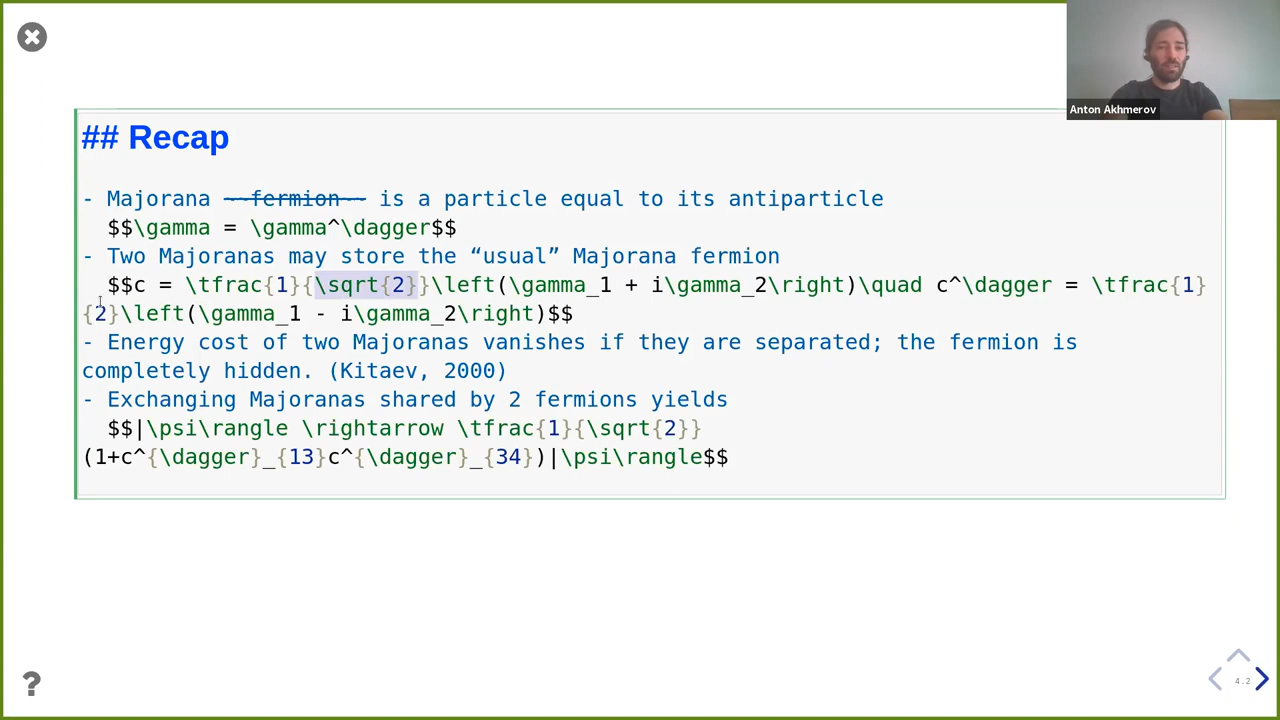 Anton Akhmerov
## Recap
- Majorana ~~fermion~~ is a particle equal to its antiparticle
$$\gamma = \gamma^\dagger$$
- Two Majoranas may store the “usual” Majorana fermion
$$c = \tfrac{1}{\sqrt{2}}\left(\gamma_1 + i\gamma_2\right)\quad c^\dagger = \tfrac{1}
{2}\left(\gamma_1 - i\gamma_2\right)$$
- Energy cost of two Majoranas vanishes if they are separated; the fermion is
completely hidden. (Kitaev, 2000)
- Exchanging Majoranas shared by 2 fermions yields
$$|\psi\rangle \rightarrow \tfrac{1}{\sqrt{2}}
(1+c^{\dagger}_{13}c^{\dagger}_{34})|\psi\rangle$$
?
4.2